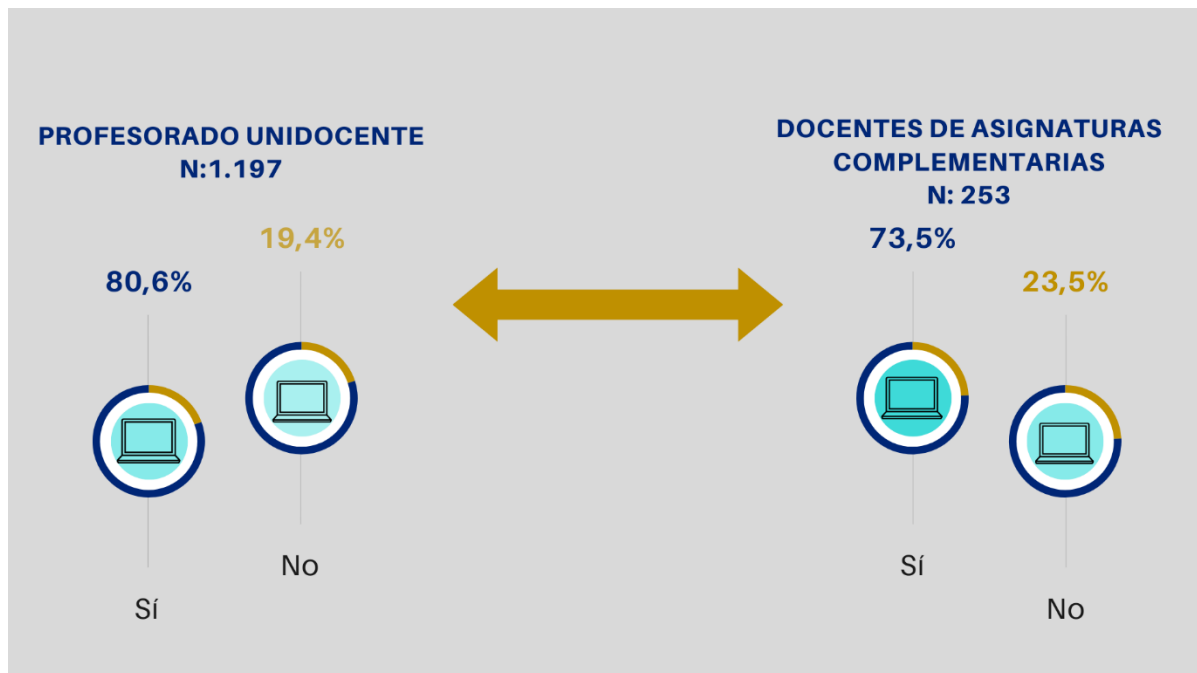 PROFESORADO UNIDOCENTE
N:1.197
19,4%
80,6%
No
Sí
DOCENTES DE ASIGNATURAS
COMPLEMENTARIAS
N: 253
73,5%
23,5%
Sí
No